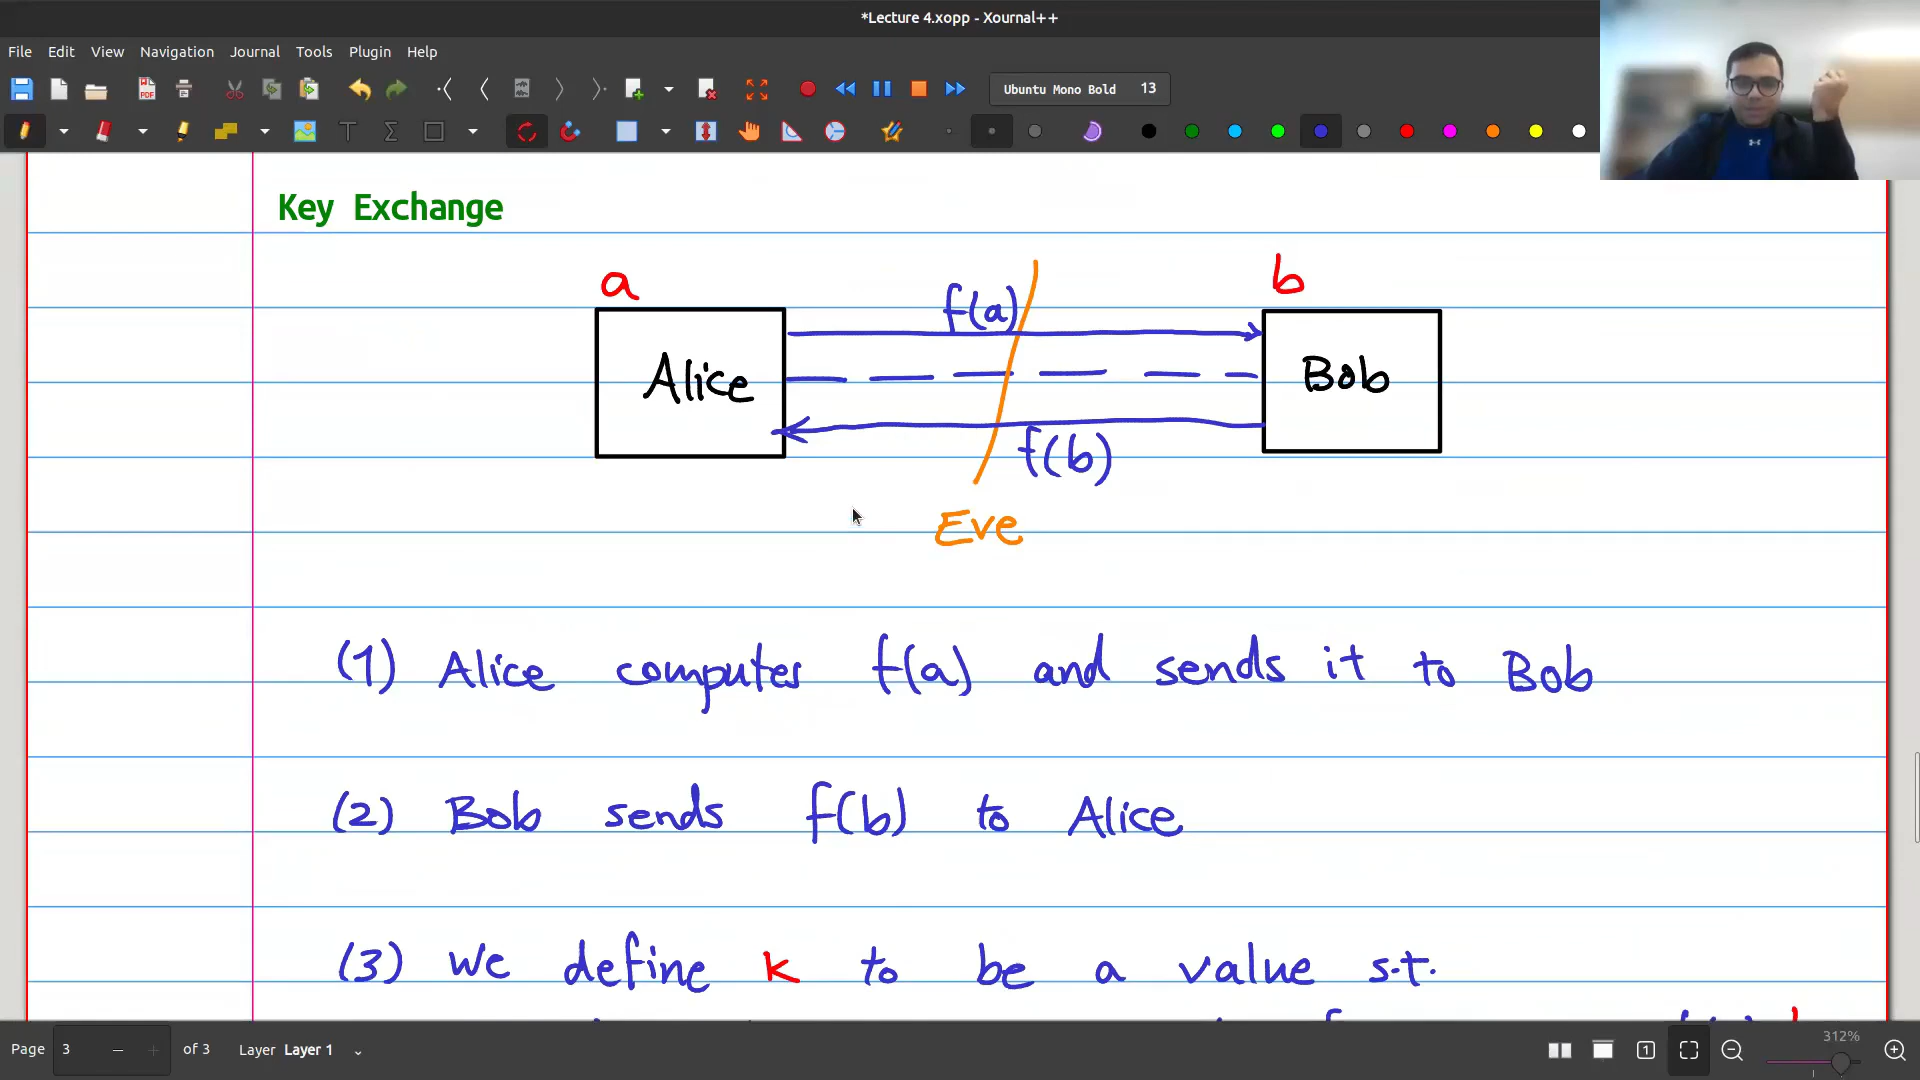 *Lecture 4.xopp - Xournal++
File Edit View Navigation Journal Tools Plugin Help
Ubuntu Mono Bold 13
Key Exchange
a b
f(a)
Alice Bob
f(b)
Eve
(1) Alice computes f(a) and sends it to Bob
(2) Bob sends f(b) to Alice
(3) We define k to be a value s.t.
Page 3 of 3 Layer Layer 1 312%